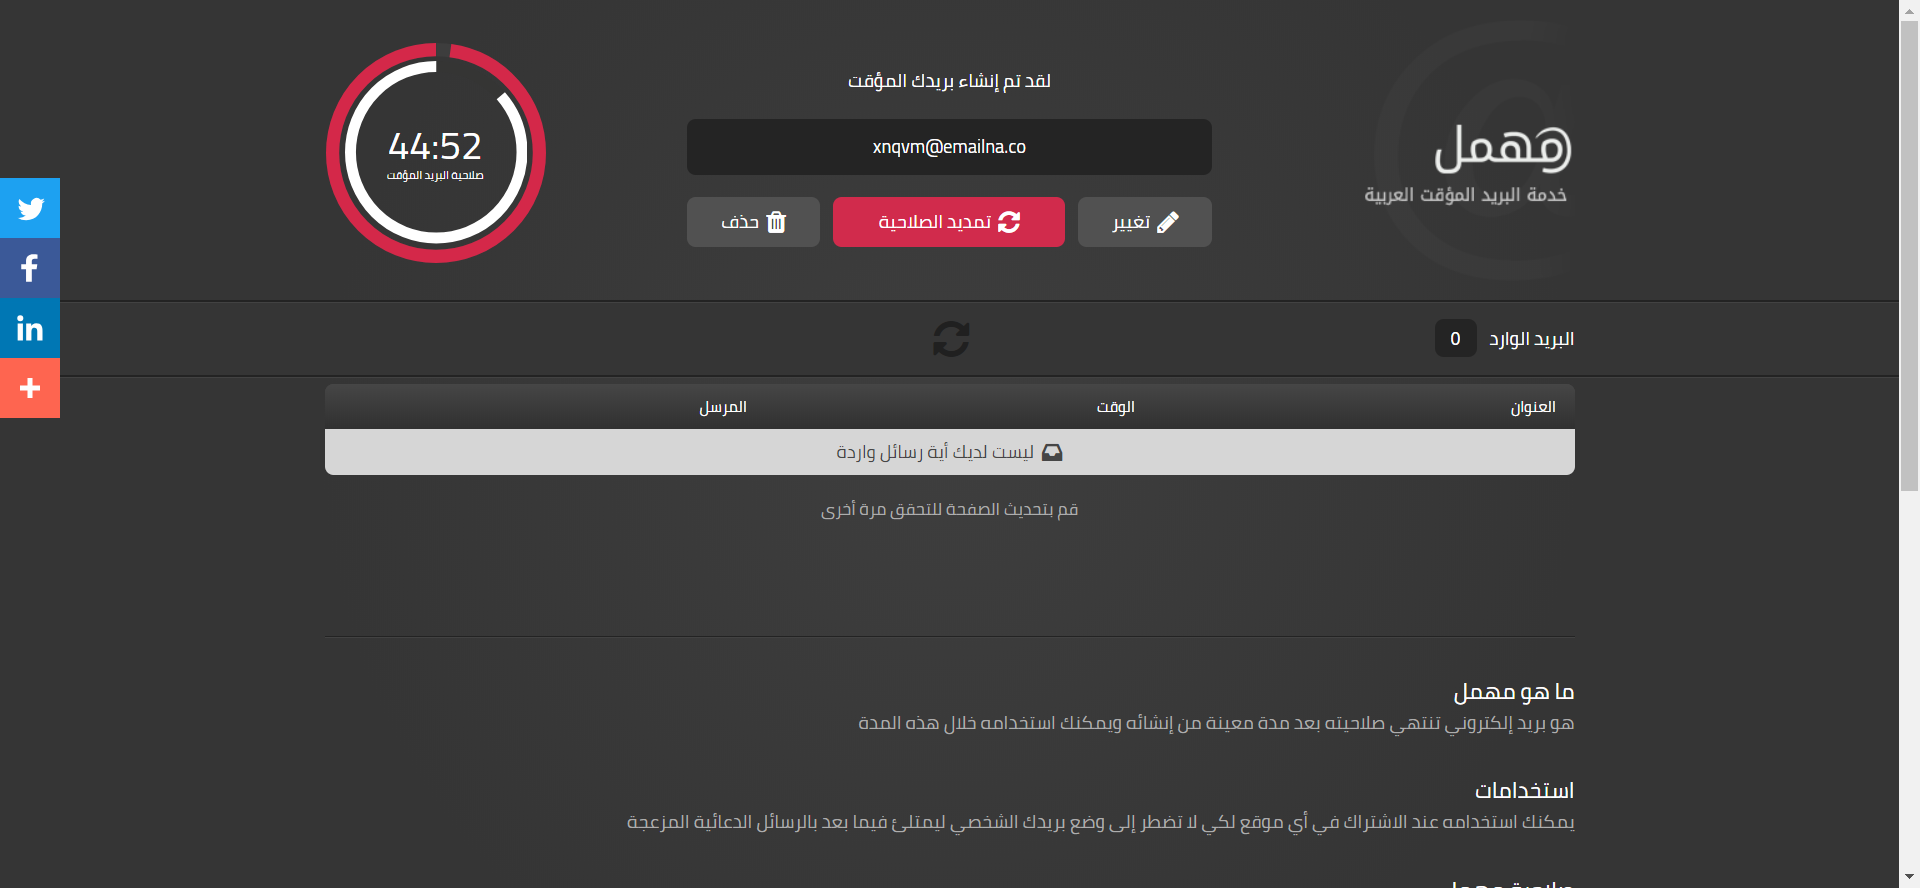 مهمل
خدمة البريد المؤقت العربية
لقد تم إنشاء بريدك المؤقت
xnqvm@emailna.co
تغيير
تمديد الصلاحية
حذف
44:52
صلاحية البريد المؤقت
البريد الوارد 0
العنوان الوقت المرسل
ليست لديك أية رسائل واردة
قم بتحديث الصفحة للتحقق مرة أخرى
ما هو مهمل
هو بريد إلكتروني تنتهي صلاحيته بعد مدة معينة من إنشائه ويمكنك استخدامه خلال هذه المدة
استخدامات
يمكنك استخدامه عند الاشتراك في أي موقع لكي لا تضطر إلى وضع بريدك الشخصي ليمتلئ فيما بعد بالرسائل الدعائية المزعجة